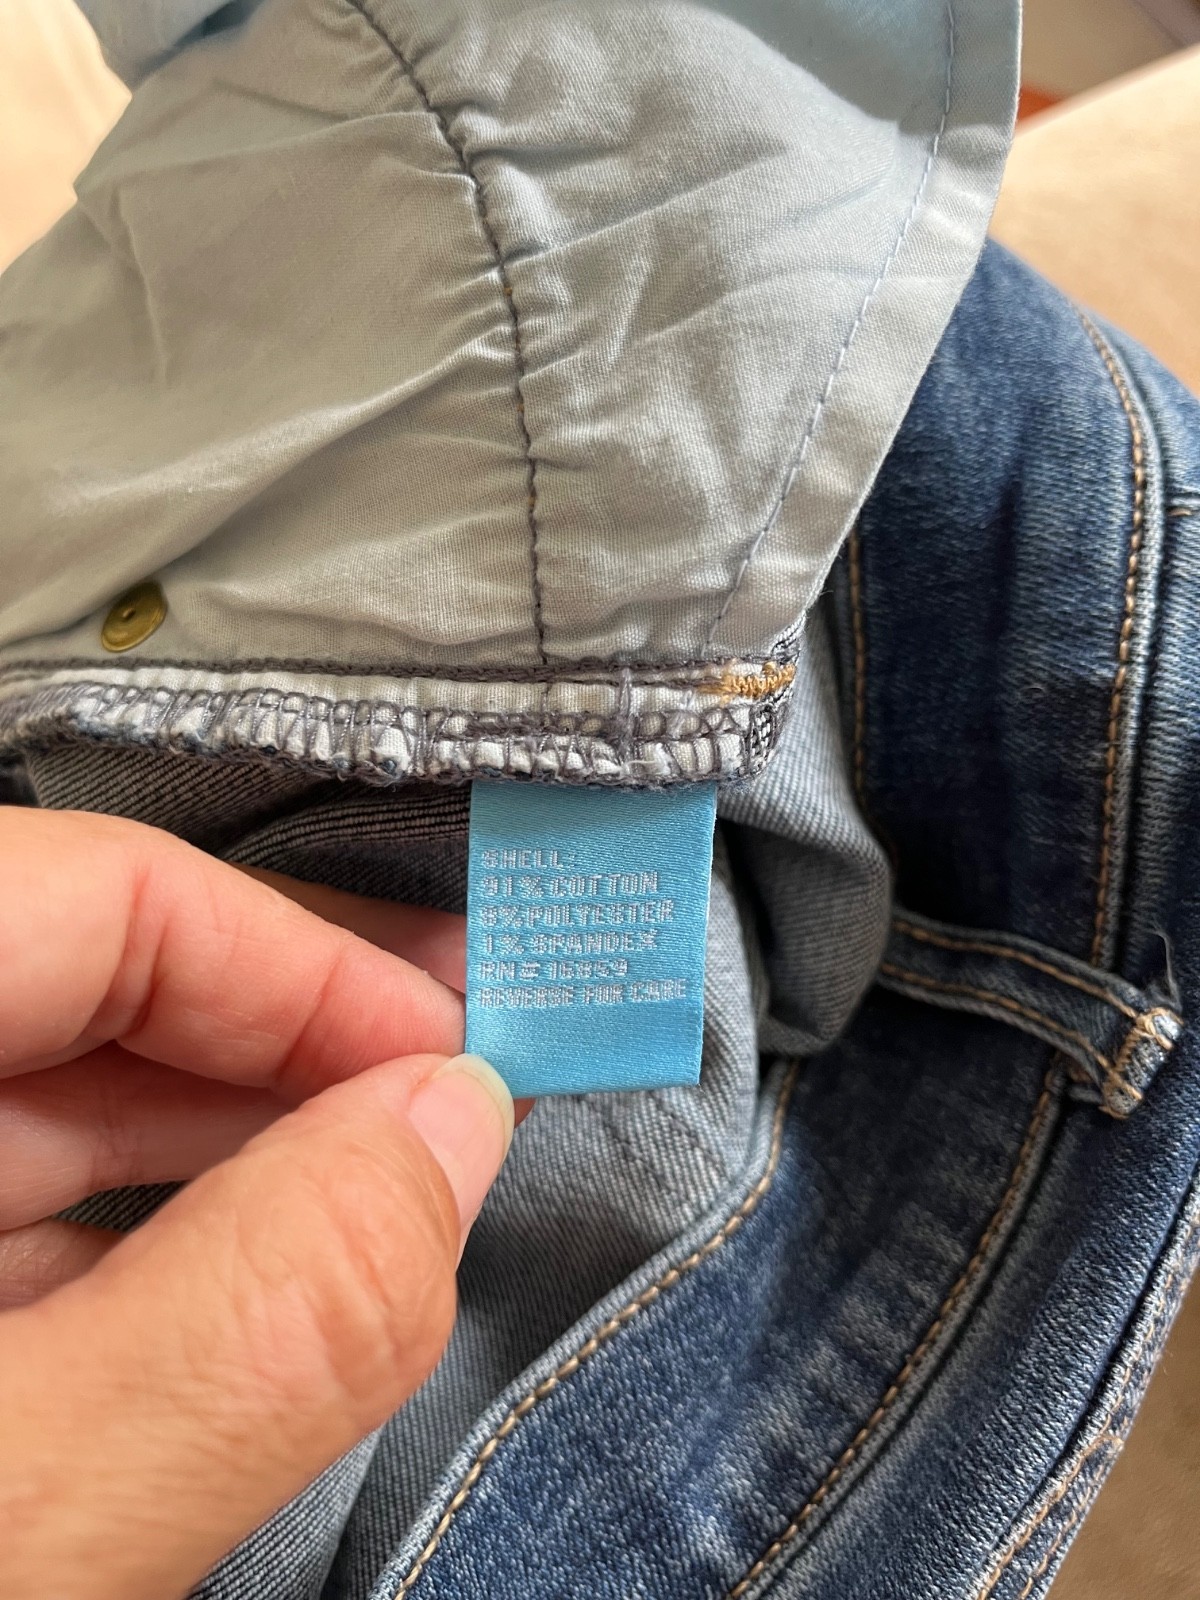 SHELL:
91% COTTON
8% POLYESTER
1% SPANDEX
RN# 16859
REVERSE FOR CARE